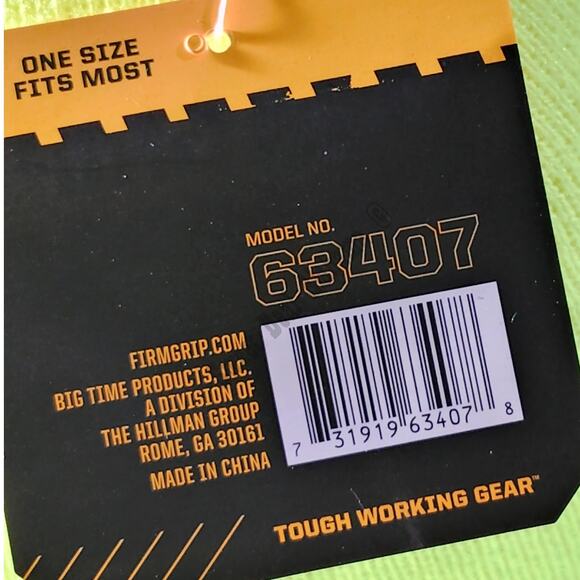 ONE SIZE
FITS MOST
MODEL NO.
63407
FIRMGRIP.COM
BIG TIME PRODUCTS, LLC.
A DIVISION OF
THE HILLMAN GROUP
ROME, GA 30161
MADE IN CHINA
7 31919 63407 8
TOUGH WORKING GEAR™